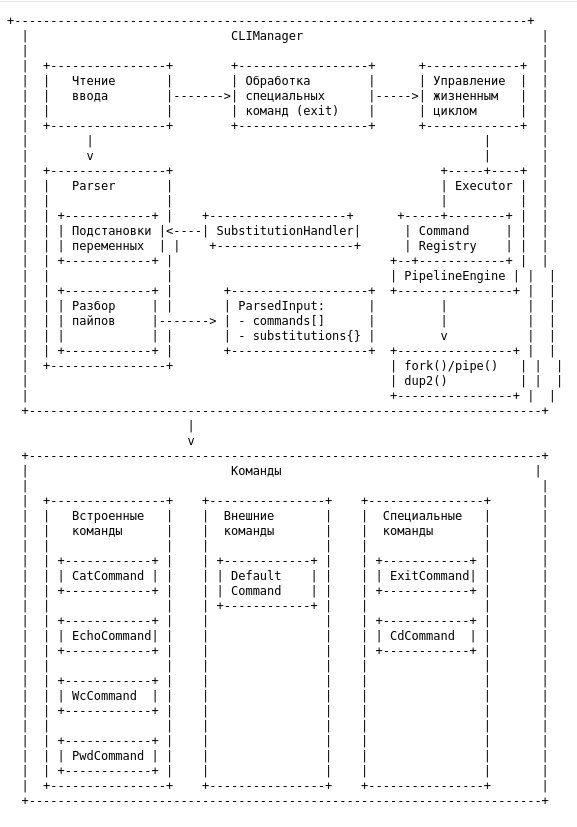 CLIManager
Чтение Обработка Управление
ввода специальных жизненным
команд (exit) циклом
v
Parser Executor
Подстановки SubstitutionHandler Command
переменных Registry
PipelineEngine
Разбор ParsedInput:
пайпов - commands[]
- substitutions{} v
fork()/pipe()
dup2()
v
Команды
Встроенные Внешние Специальные
команды команды команды
CatCommand Default ExitCommand
Command
EchoCommand CdCommand
WcCommand
PwdCommand